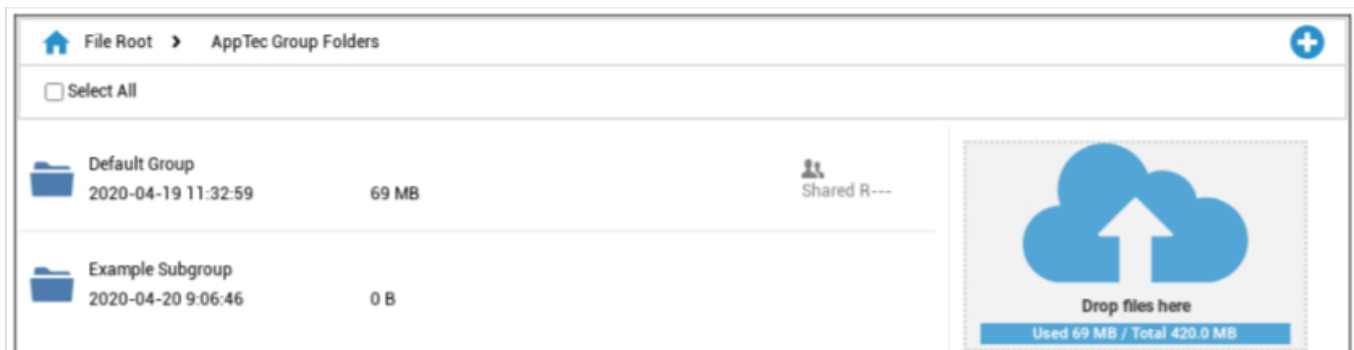 File Root > AppTec Group Folders
Select All
Default Group
2020-04-19 11:32:59 69 MB
Shared R---
Example Subgroup
2020-04-20 9:06:46 0 B
Drop files here
Used 69 MB / Total 420.0 MB